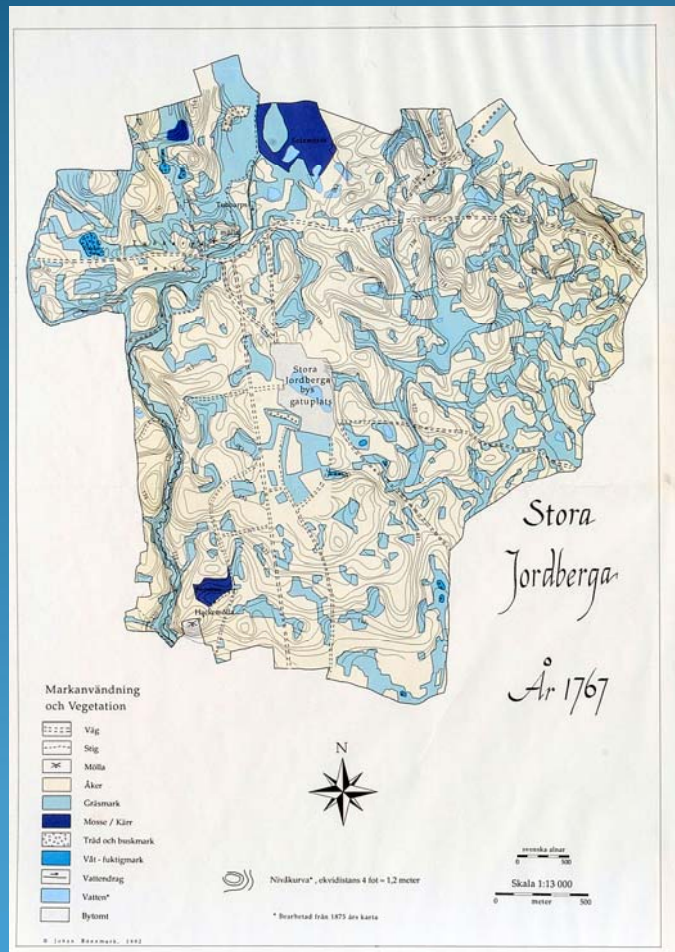 Stora
Jordberga
bys
gatuplats
Stora
Jordberga
År 1767
Markanvändning
och Vegetation
Väg
Stig
Mölla
Åker
Gräsmark
Mosse / Kärr
Träd och buskmark
Våt - fuktigmark
Vattendrag
Vatten*
Bytomt
N
Nivåkurva*, ekvidistans 4 fot = 1,2 meter
* Bearbetad från 1875 års karta
svenska alnar
0 500
Skala 1:13 000
0 meter 500